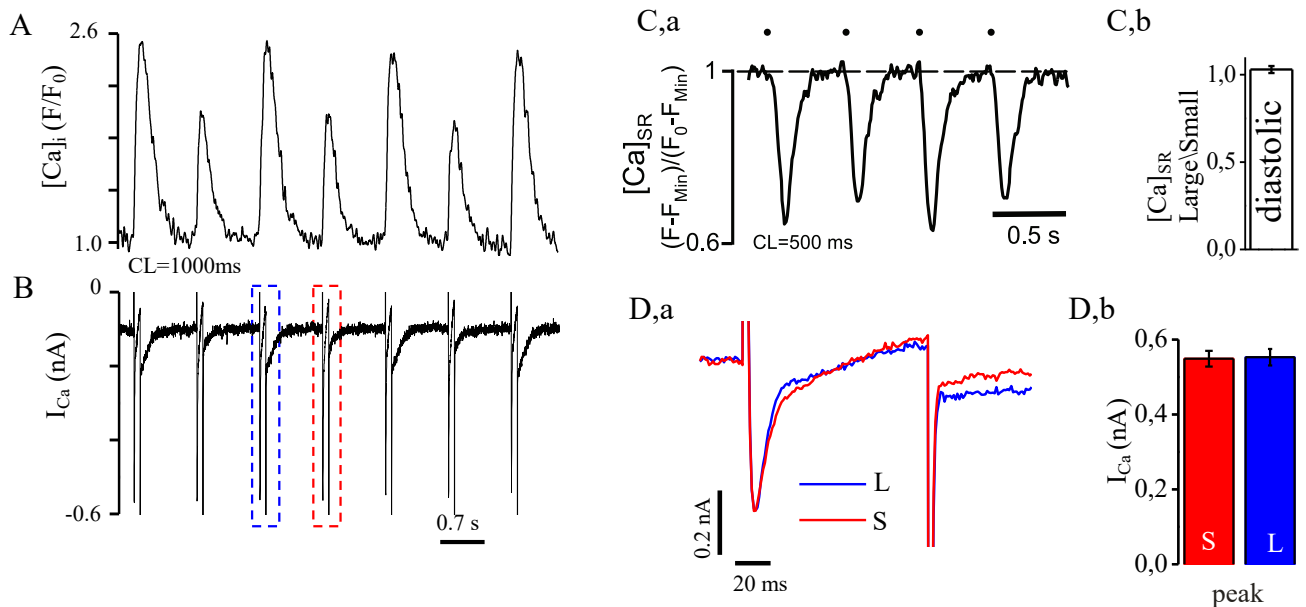 A
2.6
[Ca]i (F/F0)
1.0
CL=1000ms
B
0
ICa (nA)
-0.6
0.7 s
C,a
1
[Ca]SR
(F-FMin)/(F0-FMin)
0.6
CL=500 ms
0.5 s
C,b
1,0
0,5
0,0
[Ca]SR
Large\Small
diastolic
D,a
L
S
0.2 nA
20 ms
D,b
0,6
0,4
0,2
0,0
ICa (nA)
S
L
peak